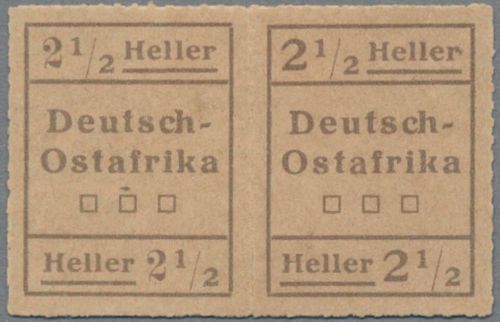 2 1/2 Heller
Deutsch-
Ostafrika
Heller 2 1/2
2 1/2 Heller
Deutsch-
Ostafrika
Heller 2 1/2